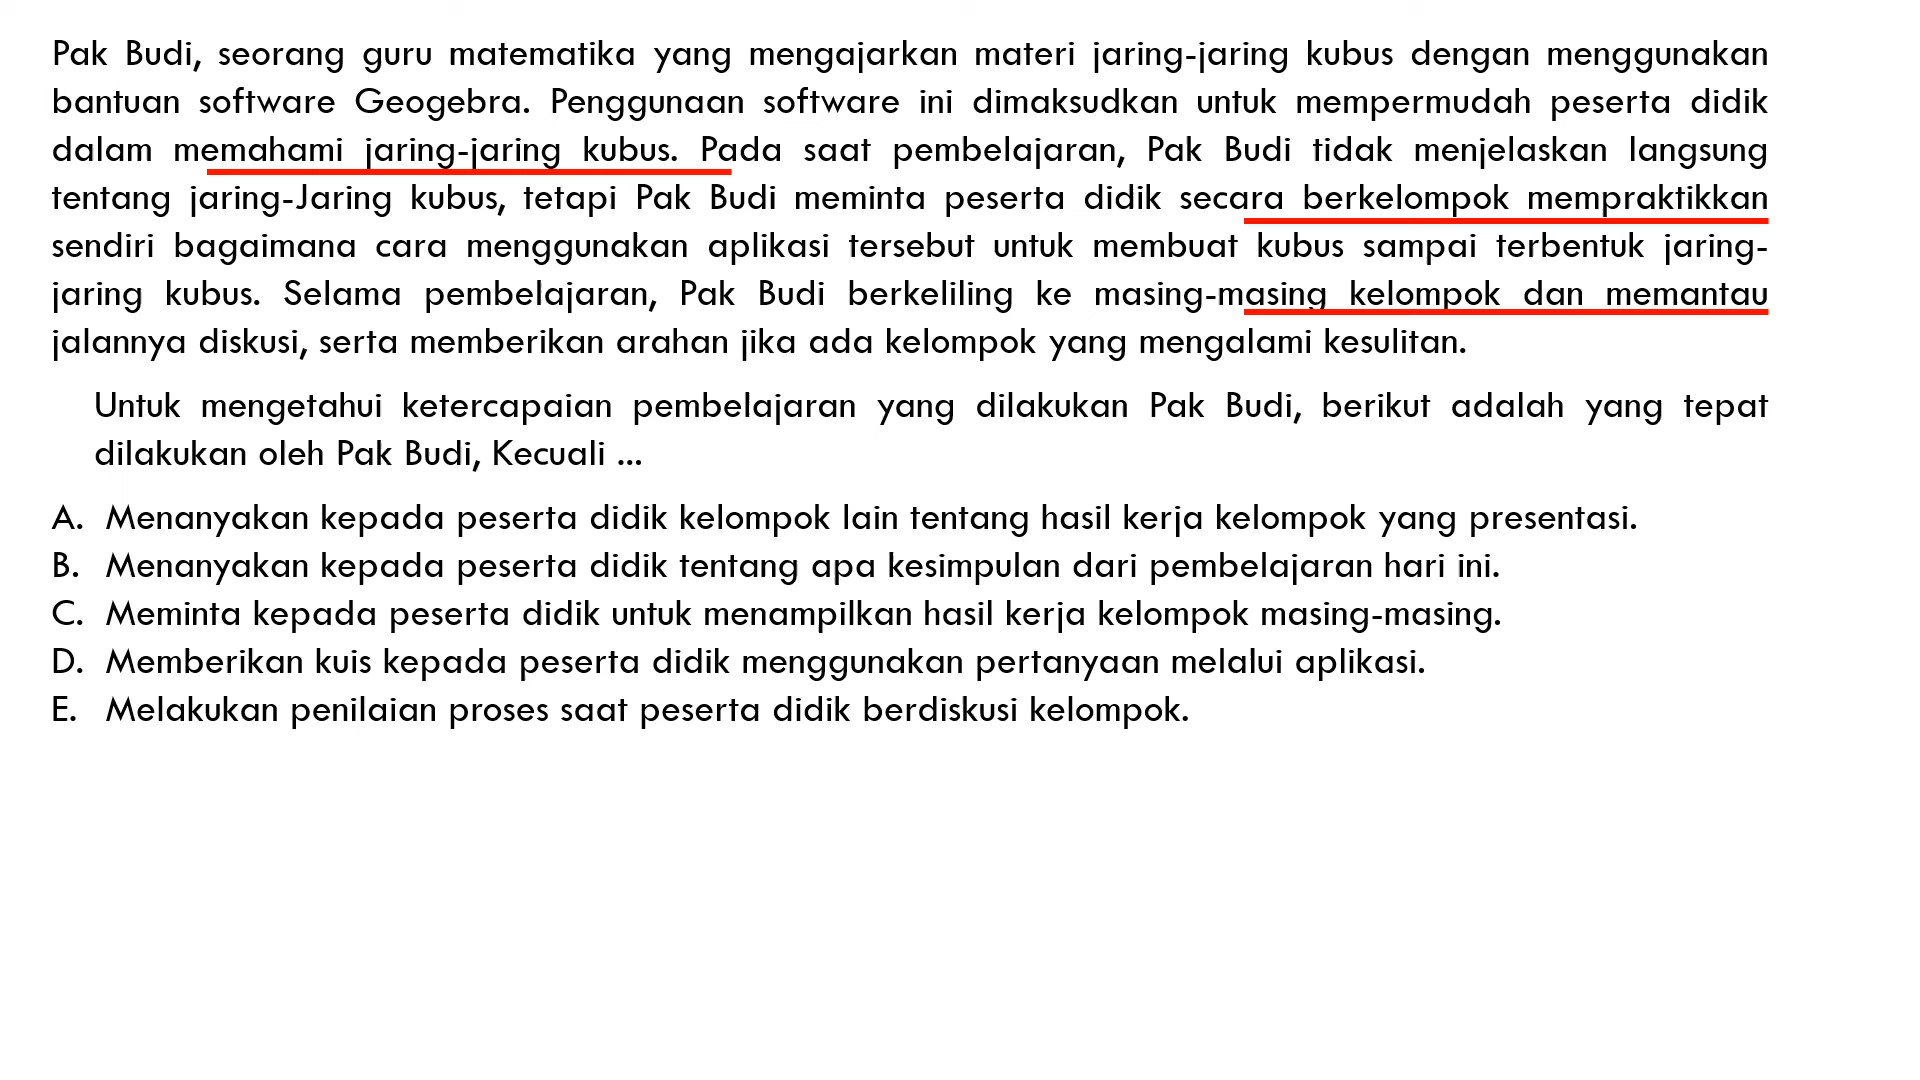 Pak Budi, seorang guru matematika yang mengajarkan materi jaring-jaring kubus dengan menggunakan
bantuan software Geogebra. Penggunaan software ini dimaksudkan untuk mempermudah peserta didik
dalam memahami jaring-jaring kubus. Pada saat pembelajaran, Pak Budi tidak menjelaskan langsung
tentang jaring-Jaring kubus, tetapi Pak Budi meminta peserta didik secara berkelompok mempraktikkan
sendiri bagaimana cara menggunakan aplikasi tersebut untuk membuat kubus sampai terbentuk jaring-
jaring kubus. Selama pembelajaran, Pak Budi berkeliling ke masing-masing kelompok dan memantau
jalannya diskusi, serta memberikan arahan jika ada kelompok yang mengalami kesulitan.
Untuk mengetahui ketercapaian pembelajaran yang dilakukan Pak Budi, berikut adalah yang tepat
dilakukan oleh Pak Budi, Kecuali ...
A. Menanyakan kepada peserta didik kelompok lain tentang hasil kerja kelompok yang presentasi.
B. Menanyakan kepada peserta didik tentang apa kesimpulan dari pembelajaran hari ini.
C. Meminta kepada peserta didik untuk menampilkan hasil kerja kelompok masing-masing.
D. Memberikan kuis kepada peserta didik menggunakan pertanyaan melalui aplikasi.
E. Melakukan penilaian proses saat peserta didik berdiskusi kelompok.